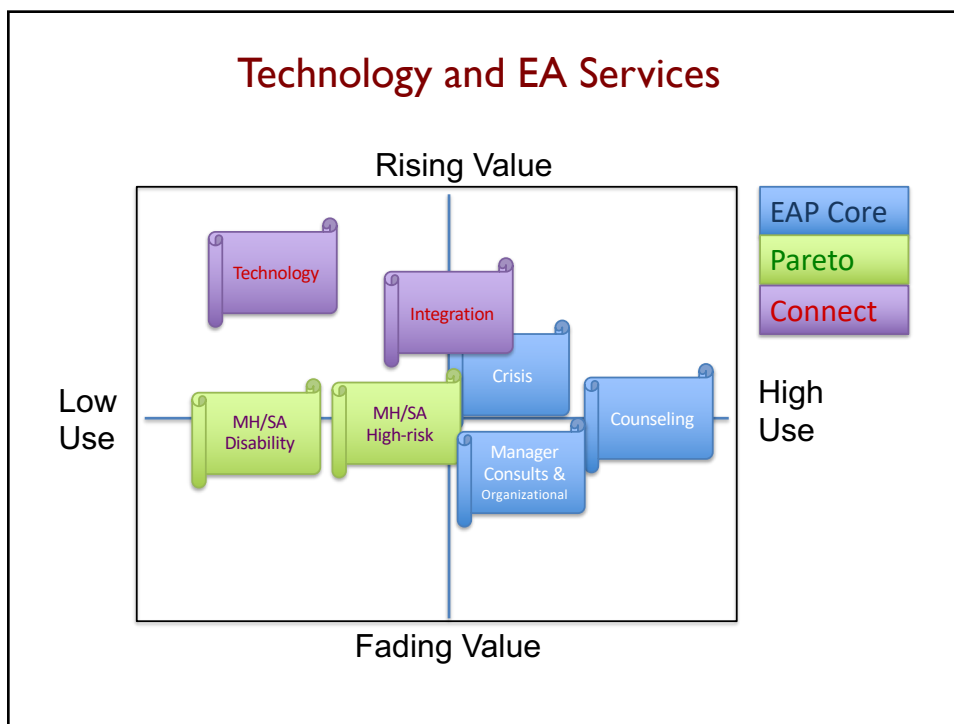 Technology and EA Services
Rising Value
Technology
Integration
Crisis
Low
Use
MH/SA
Disability
MH/SA
High-risk
Manager
Consults &
Organizational
Counseling
High
Use
Fading Value
EAP Core
Pareto
Connect